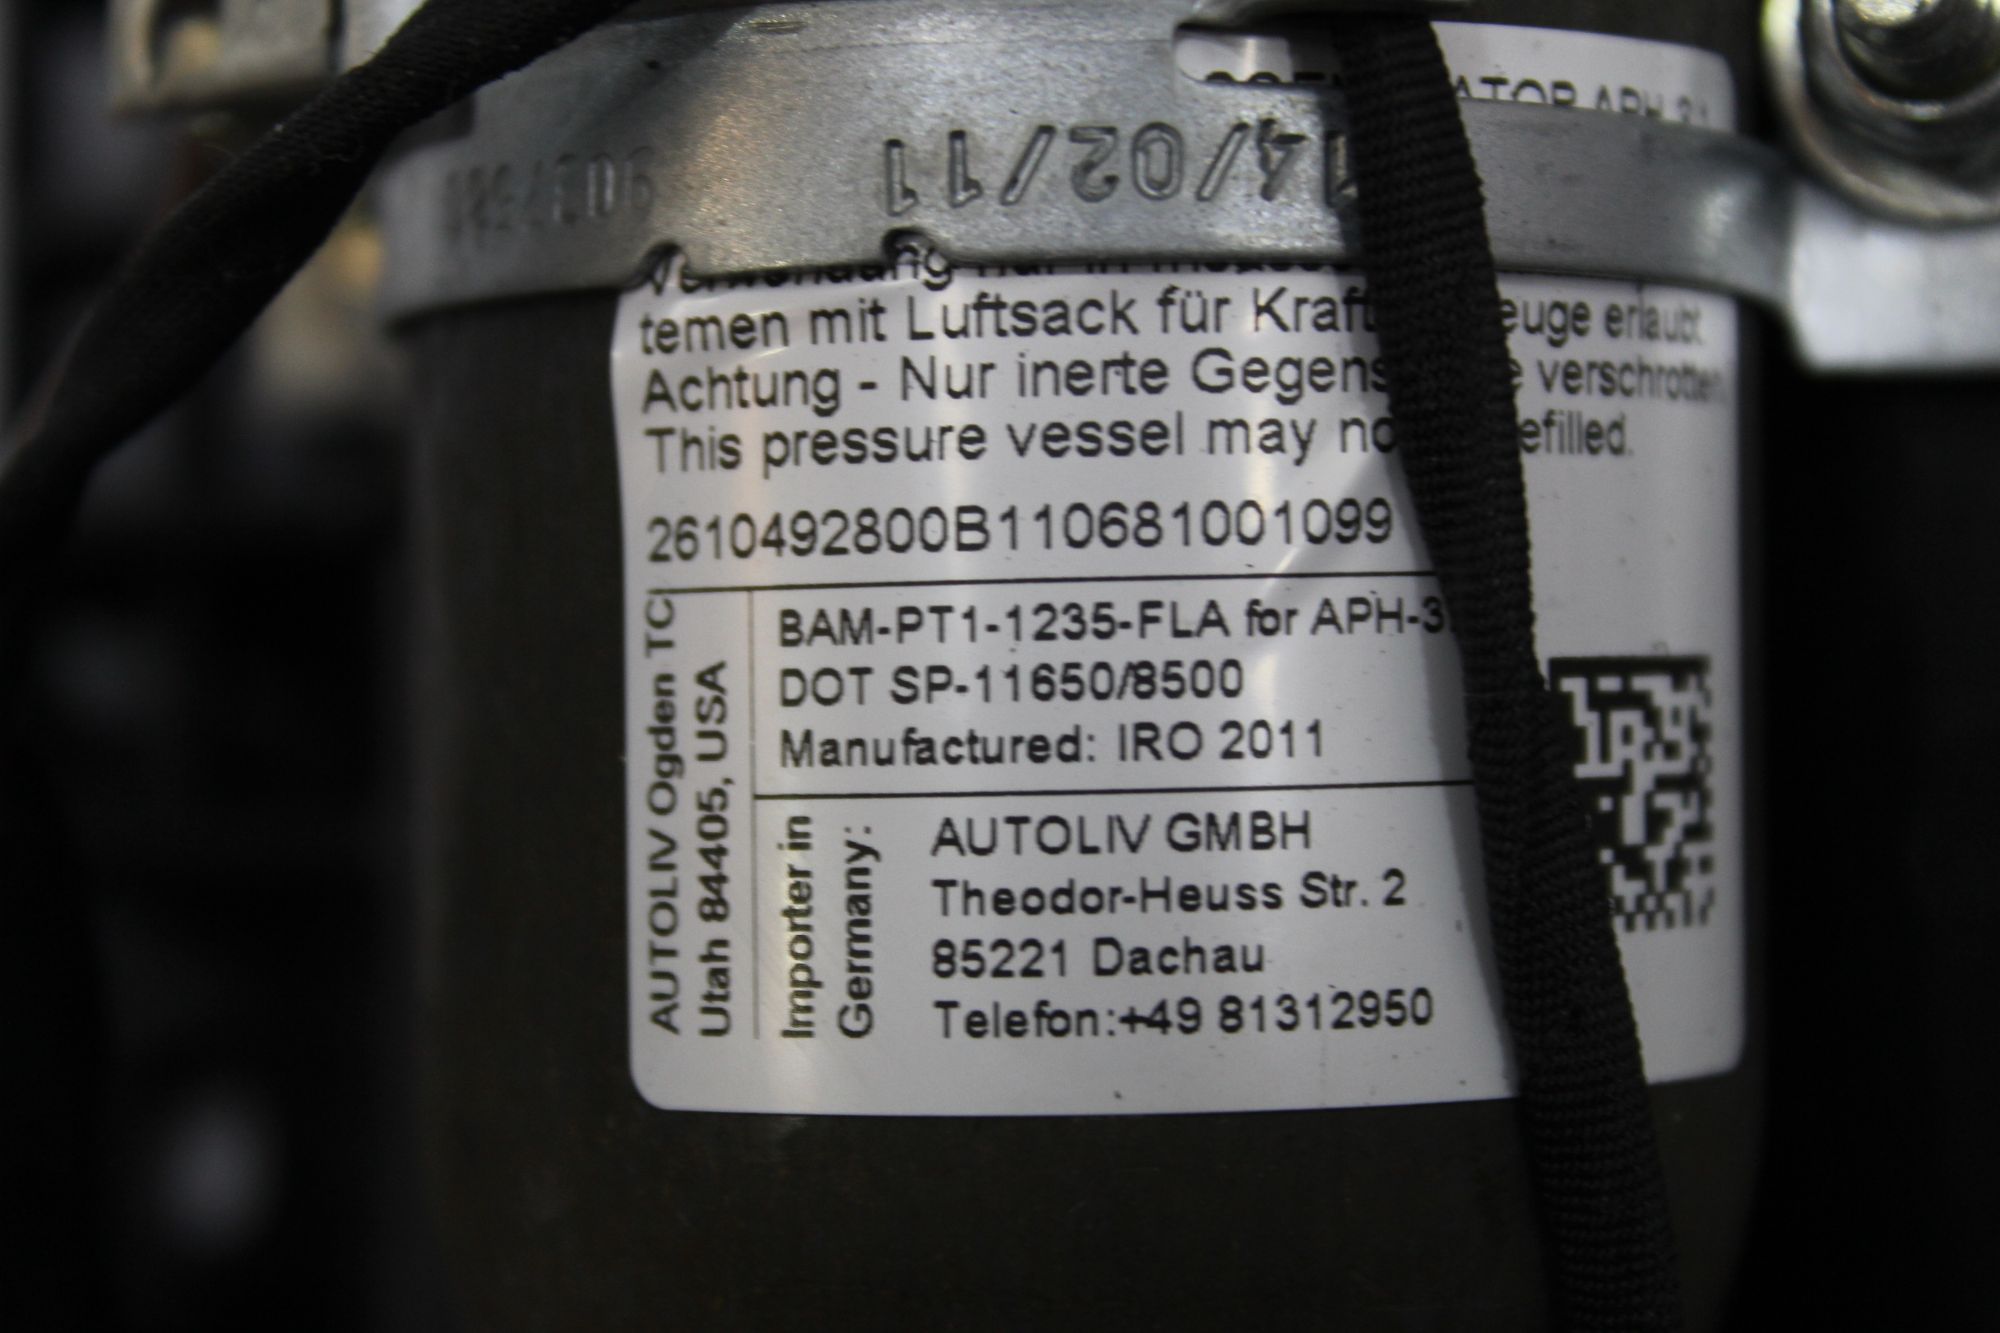 14/02/11
temen mit Luftsack für Kraft euge erlaubt
Achtung - Nur inerte Gegens e verschrotten
This pressure vessel may no efilled.
2610492800B110681001099
AUTOLIV Ogden TC
Utah 84405, USA
BAM-PT1-1235-FLA for APH-3
DOT SP-11650/8500
Manufactured: IRO 2011
Importer in
Germany:
AUTOLIV GMBH
Theodor-Heuss Str. 2
85221 Dachau
Telefon:+49 81312950